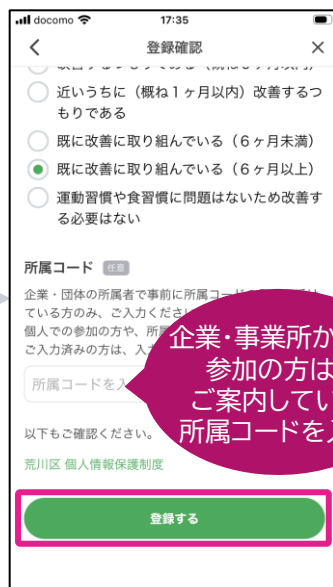 docomo 17:35
登録確認
近いうちに（概ね１ヶ月以内）改善するつ
もりである
既に改善に取り組んでいる（６ヶ月未満）
既に改善に取り組んでいる（６ヶ月以上）
運動習慣や食習慣に問題はないため改善す
る必要はない
所属コード 任意
企業・団体の所属者で事前に所属コー
ている方のみ、ご入力くださ
個人での参加の方や、所属
ご入力済みの方は、入
企業・事業所か
参加の方は
ご案内してい
所属コードを入
所属コードを入
以下もご確認ください。
荒川区 個人情報保護制度
登録する